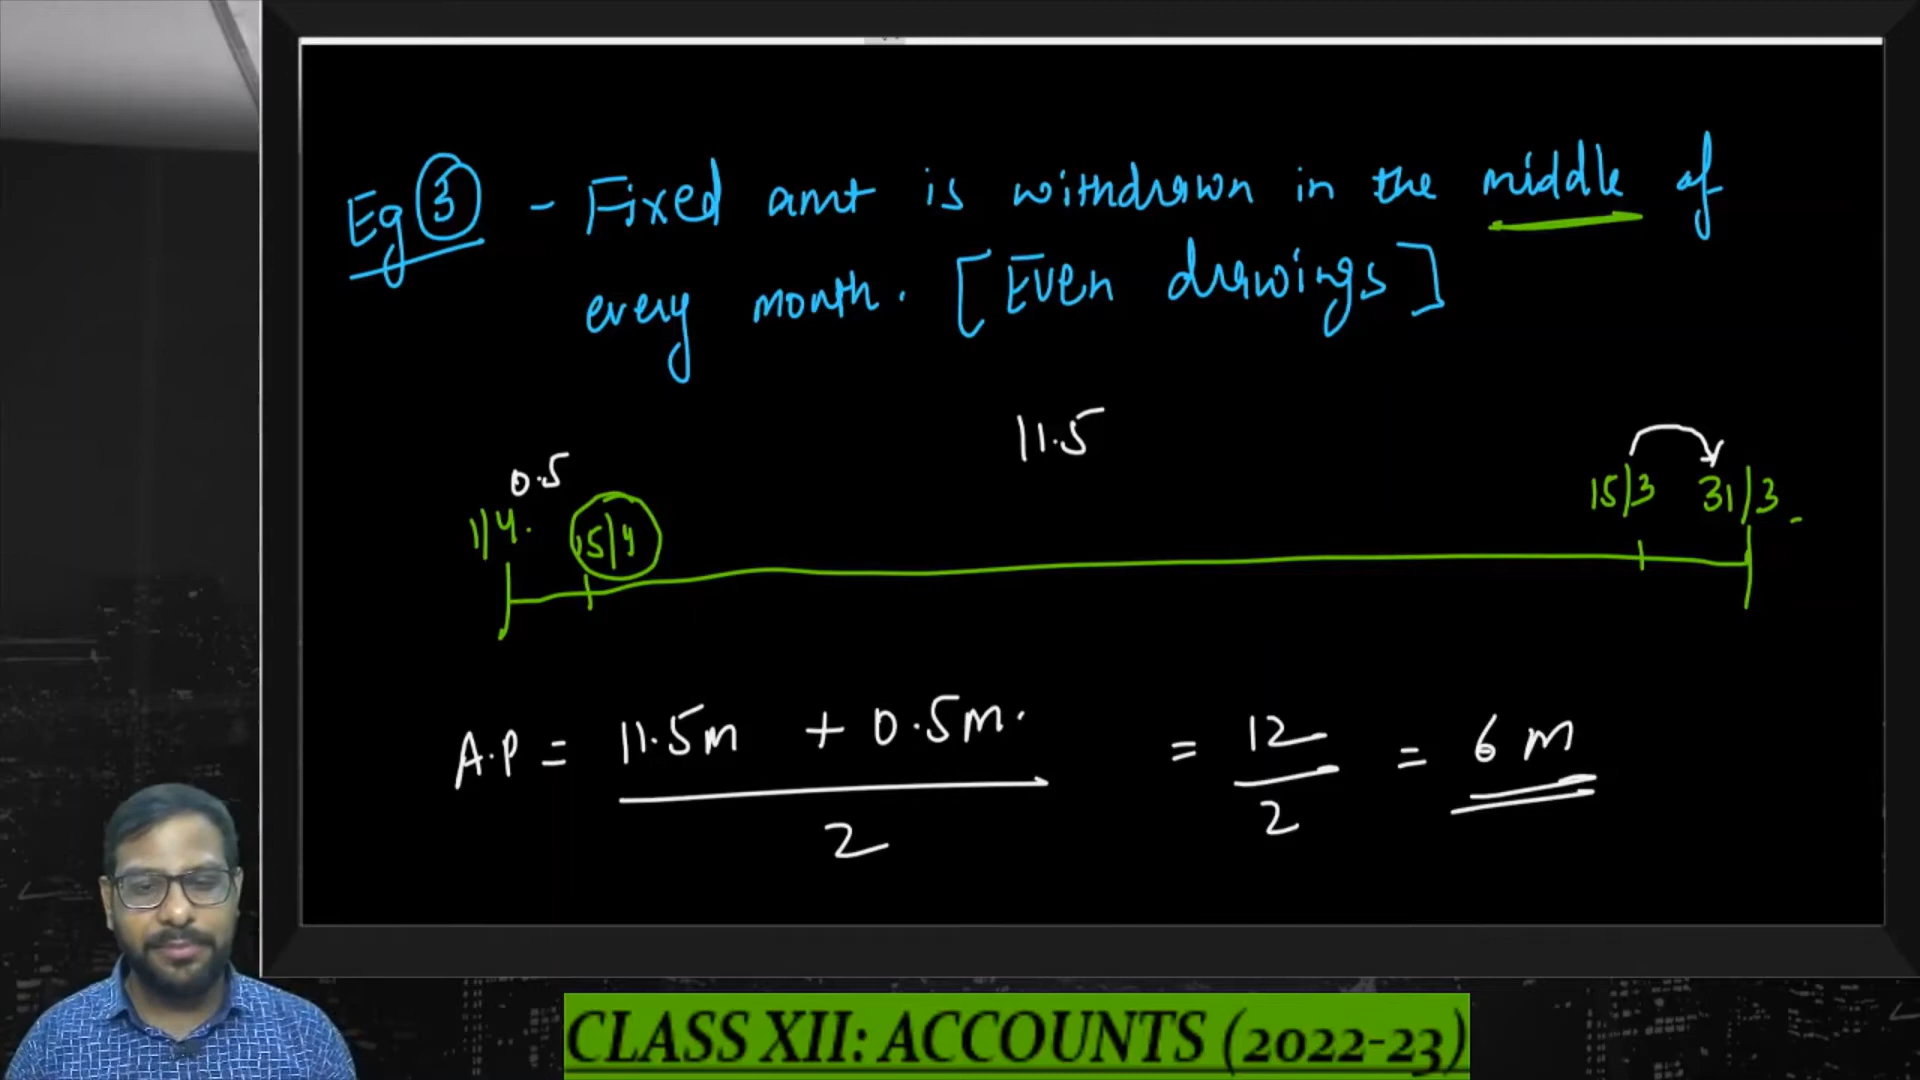 Eg ③ - Fixed amt is withdrawn in the middle of
every month. [Even drawings]
11.5
0.5
1/4. 15/4 15/3 31/3.
A.P = 11.5m + 0.5m. = 12 = 6 m
2 2
CLASS XII: ACCOUNTS (2022-23)